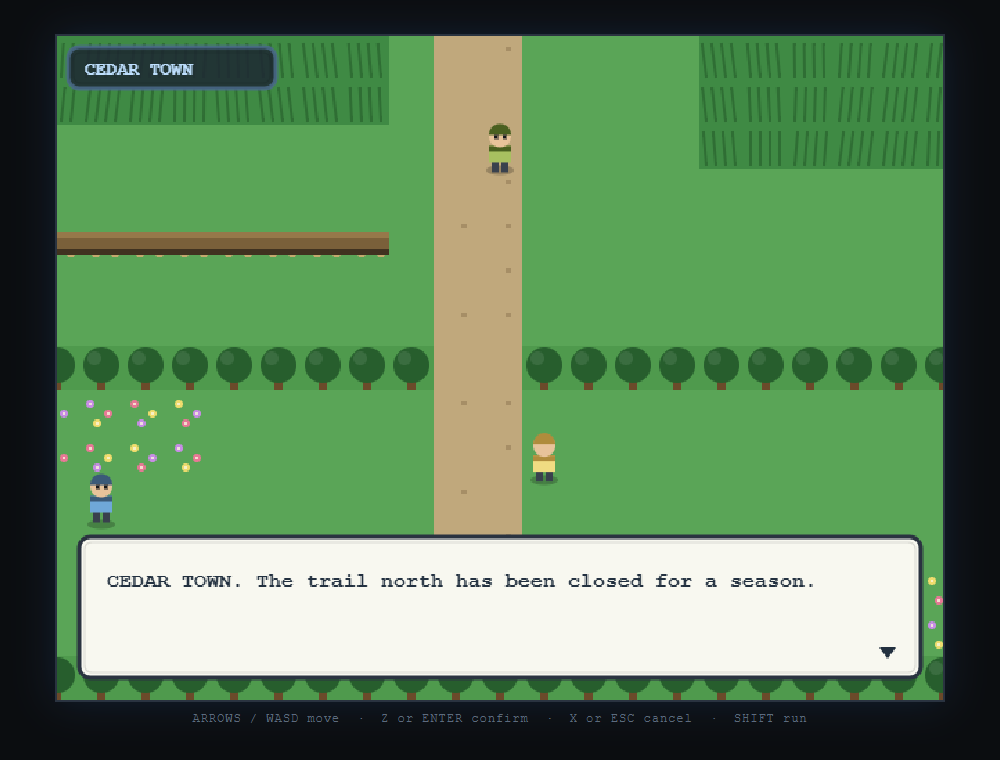 CEDAR TOWN
CEDAR TOWN. The trail north has been closed for a season.
ARROWS / WASD move · Z or ENTER confirm · X or ESC cancel · SHIFT run